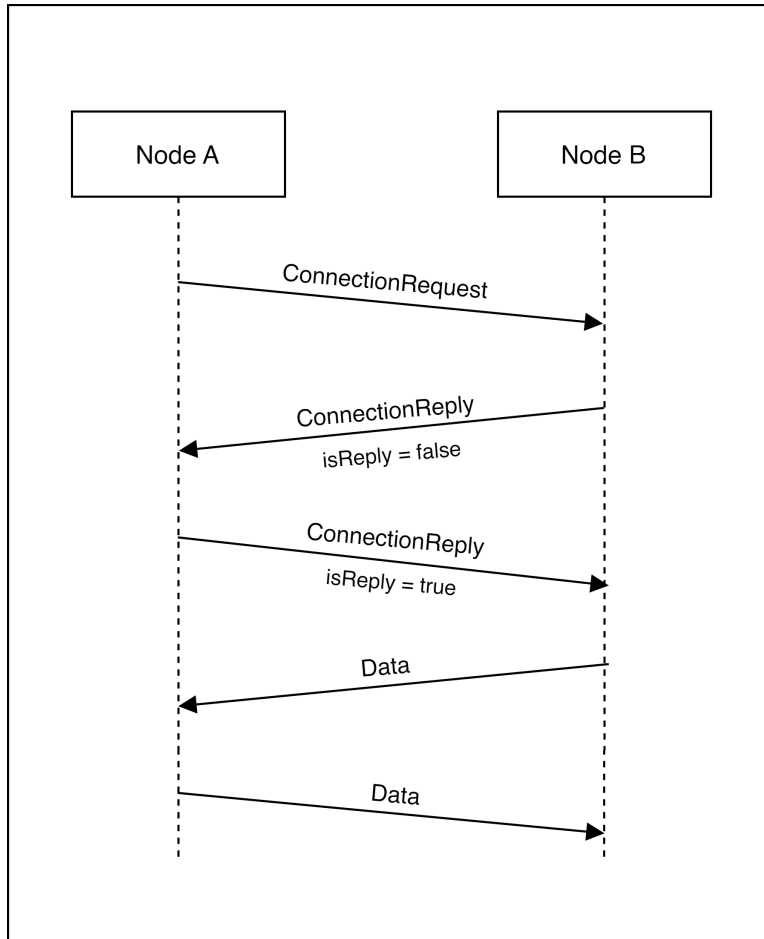 Node A
Node B
ConnectionRequest
ConnectionReply
isReply = false
ConnectionReply
isReply = true
Data
Data